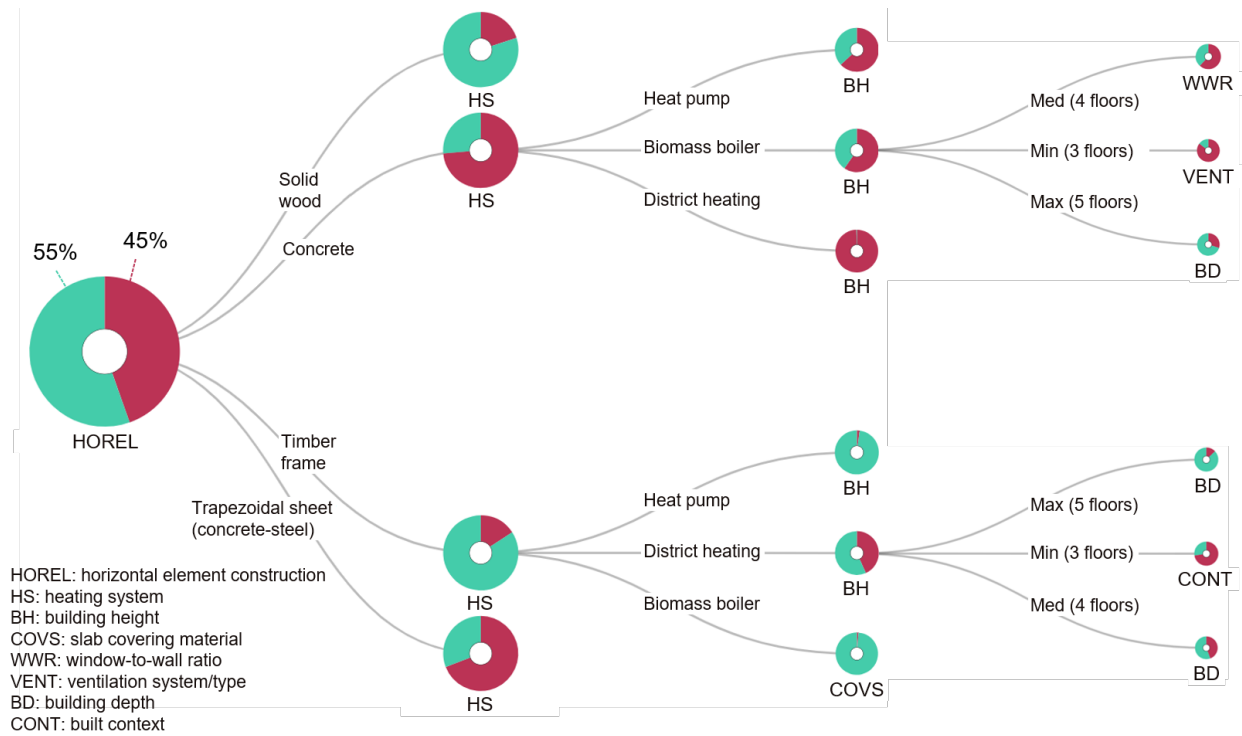 HS
Heat pump
BH
Med (4 floors)
WWR
Solid
wood
HS
Biomass boiler
BH
Min (3 floors)
VENT
Concrete
District heating
BH
Max (5 floors)
BD
55%
45%
HOREL
Timber
frame
Trapezoidal sheet
(concrete-steel)
HS
Heat pump
BH
Max (5 floors)
BD
District heating
BH
Min (3 floors)
CONT
Biomass boiler
COVS
Med (4 floors)
BD
HS
HOREL: horizontal element construction
HS: heating system
BH: building height
COVS: slab covering material
WWR: window-to-wall ratio
VENT: ventilation system/type
BD: building depth
CONT: built context